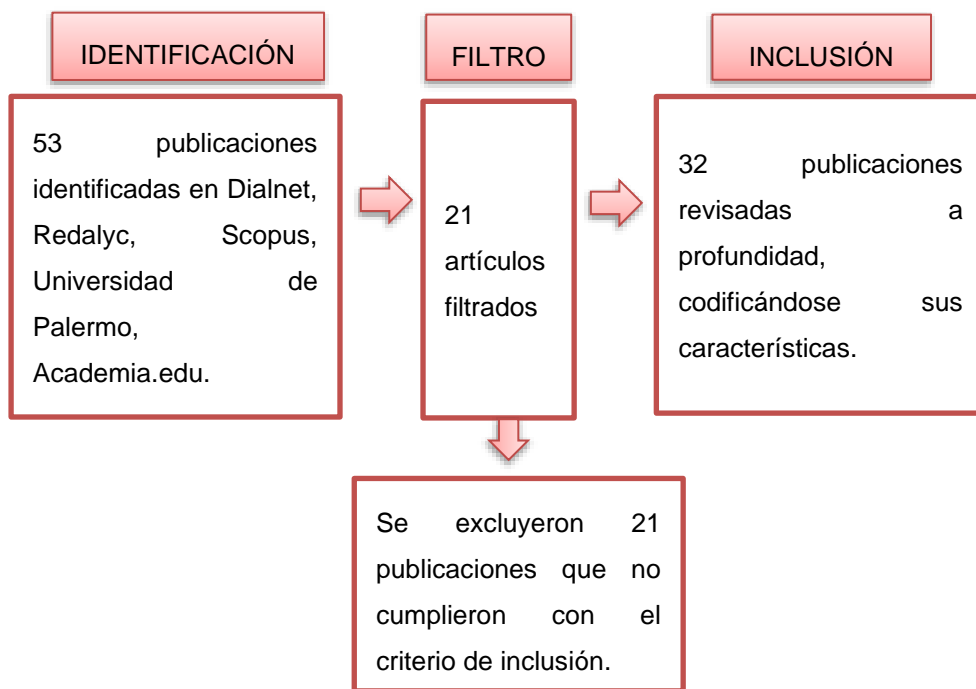 IDENTIFICACIÓN
53 publicaciones
identificadas en Dialnet,
Redalyc, Scopus,
Universidad de
Palermo,
Academia.edu.
FILTRO
21
artículos
filtrados
INCLUSIÓN
32 publicaciones
revisadas a
profundidad,
codificándose sus
características.
Se excluyeron 21
publicaciones que no
cumplieron con el
criterio de inclusión.